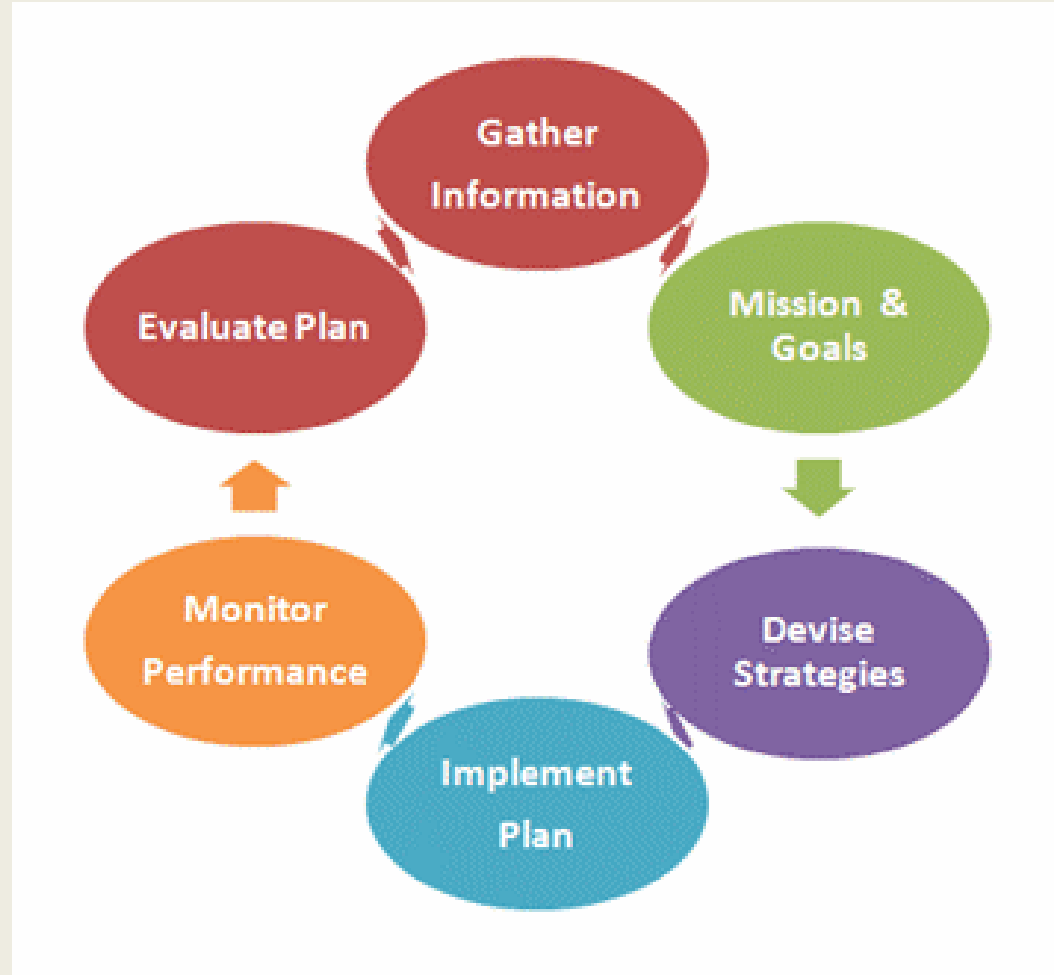 Gather
Information
Mission & 
Goals
Devise
Strategies
Implement
Plan
Monitor
Performance
Evaluate Plan